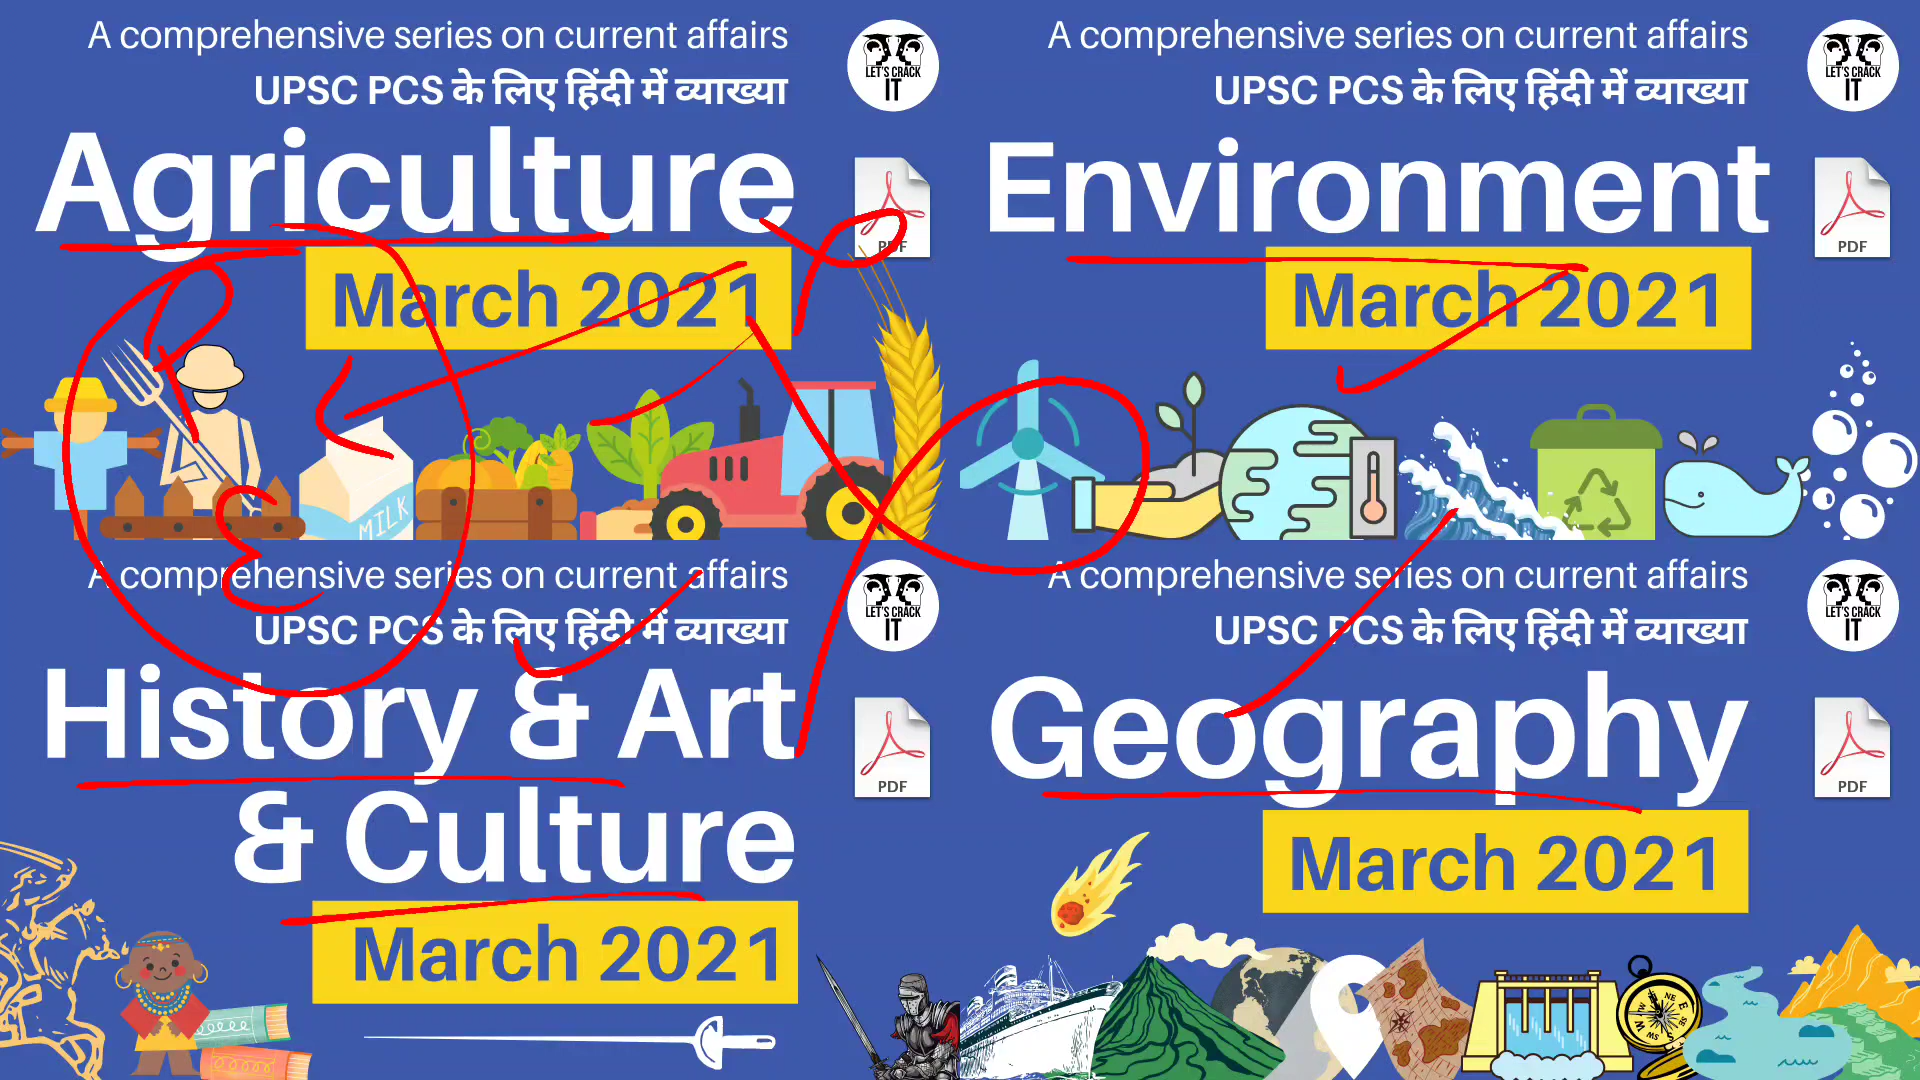 A comprehensive series on current affairs
UPSC PCS के लिए हिंदी में व्याख्या
LET'S CRACK
IT
Agriculture
PDF
March 2021
MILK
A comprehensive series on current affairs
UPSC PCS के लिए हिंदी में व्याख्या
LET'S CRACK
IT
Environment
PDF
March 2021
A comprehensive series on current affairs
UPSC PCS के लिए हिंदी में व्याख्या
LET'S CRACK
IT
History & Art
& Culture
PDF
March 2021
A comprehensive series on current affairs
UPSC PCS के लिए हिंदी में व्याख्या
LET'S CRACK
IT
Geography
PDF
March 2021